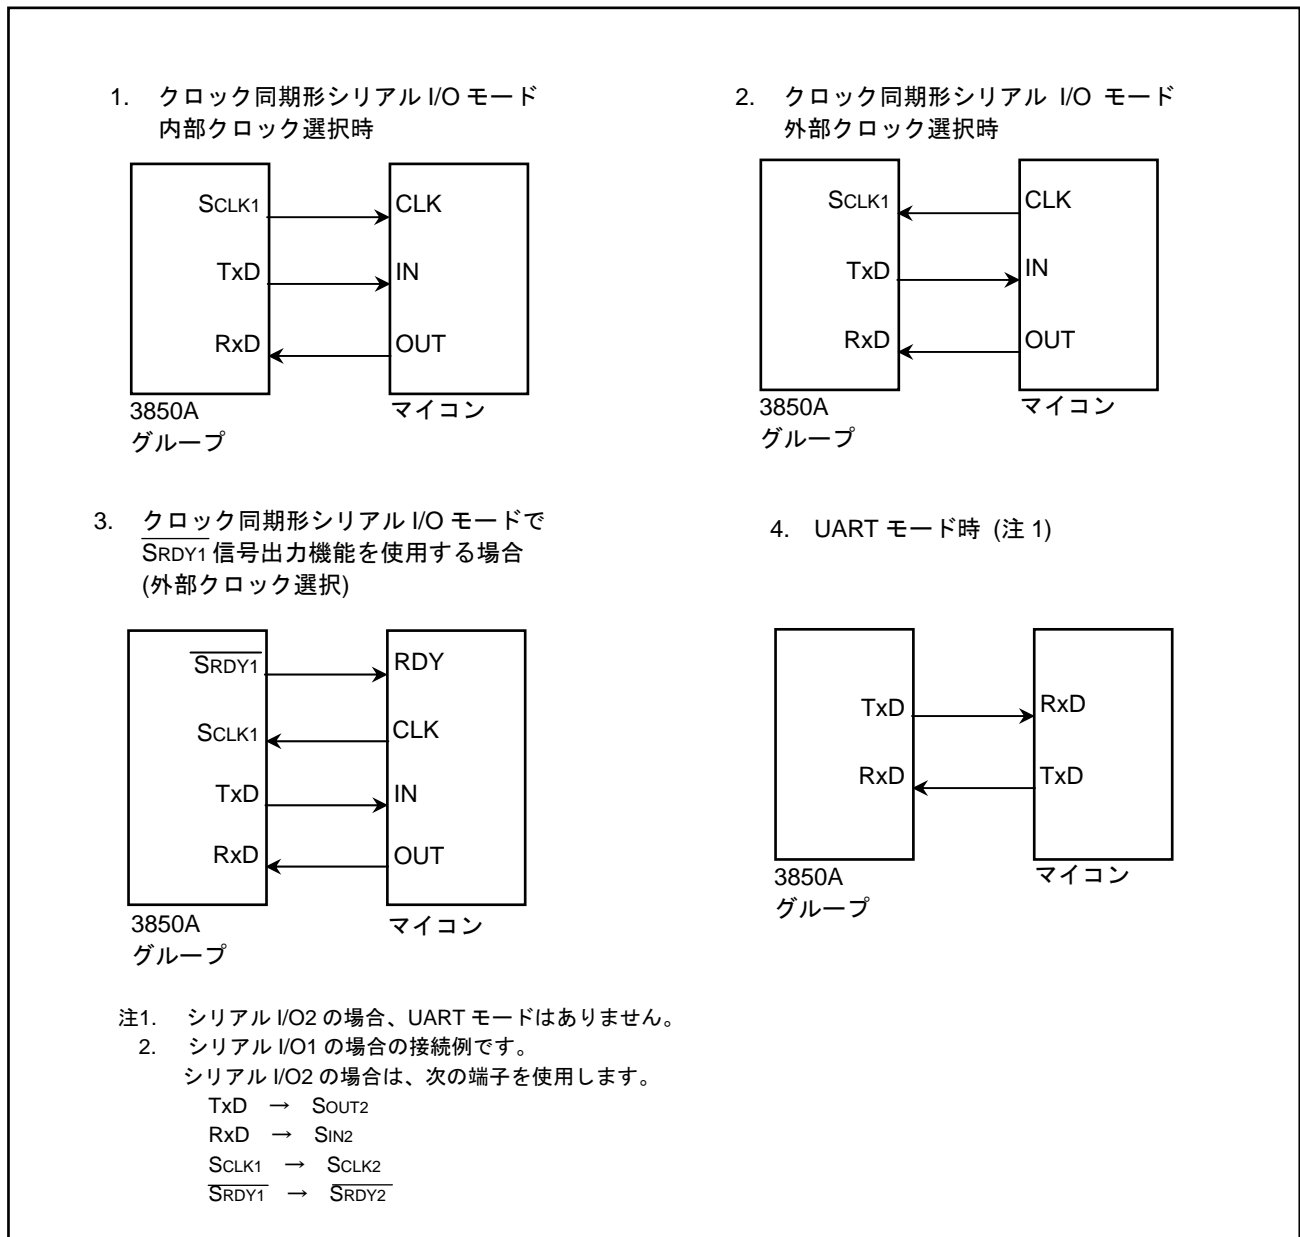 1. クロック同期形シリアル I/O モード
内部クロック選択時
SCLK1 CLK
TxD IN
RxD OUT
3850A
グループ
マイコン
2. クロック同期形シリアル I/O モード
外部クロック選択時
SCLK1 CLK
TxD IN
RxD OUT
3850A
グループ
マイコン
3. クロック同期形シリアル I/O モードで
SRDY1 信号出力機能を使用する場合
(外部クロック選択)
SRDY1 RDY
SCLK1 CLK
TxD IN
RxD OUT
3850A
グループ
マイコン
4. UART モード時 (注 1)
TxD RxD
RxD TxD
3850A
グループ
マイコン
注1. シリアル I/O2 の場合、UART モードはありません。
2. シリアル I/O1 の場合の接続例です。
シリアル I/O2 の場合は、次の端子を使用します。
TxD → SOUT2
RxD → SIN2
SCLK1 → SCLK2
SRDY1 → SRDY2